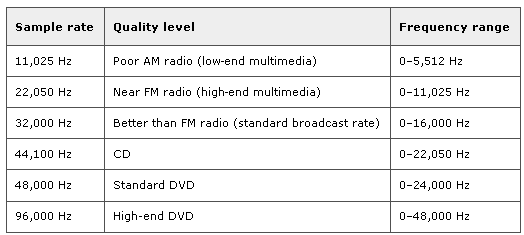 Sample rate Quality level Frequency range
11,025 Hz Poor AM radio (low-end multimedia) 0–5,512 Hz
22,050 Hz Near FM radio (high-end multimedia) 0–11,025 Hz
32,000 Hz Better than FM radio (standard broadcast rate) 0–16,000 Hz
44,100 Hz CD 0–22,050 Hz
48,000 Hz Standard DVD 0–24,000 Hz
96,000 Hz High-end DVD 0–48,000 Hz